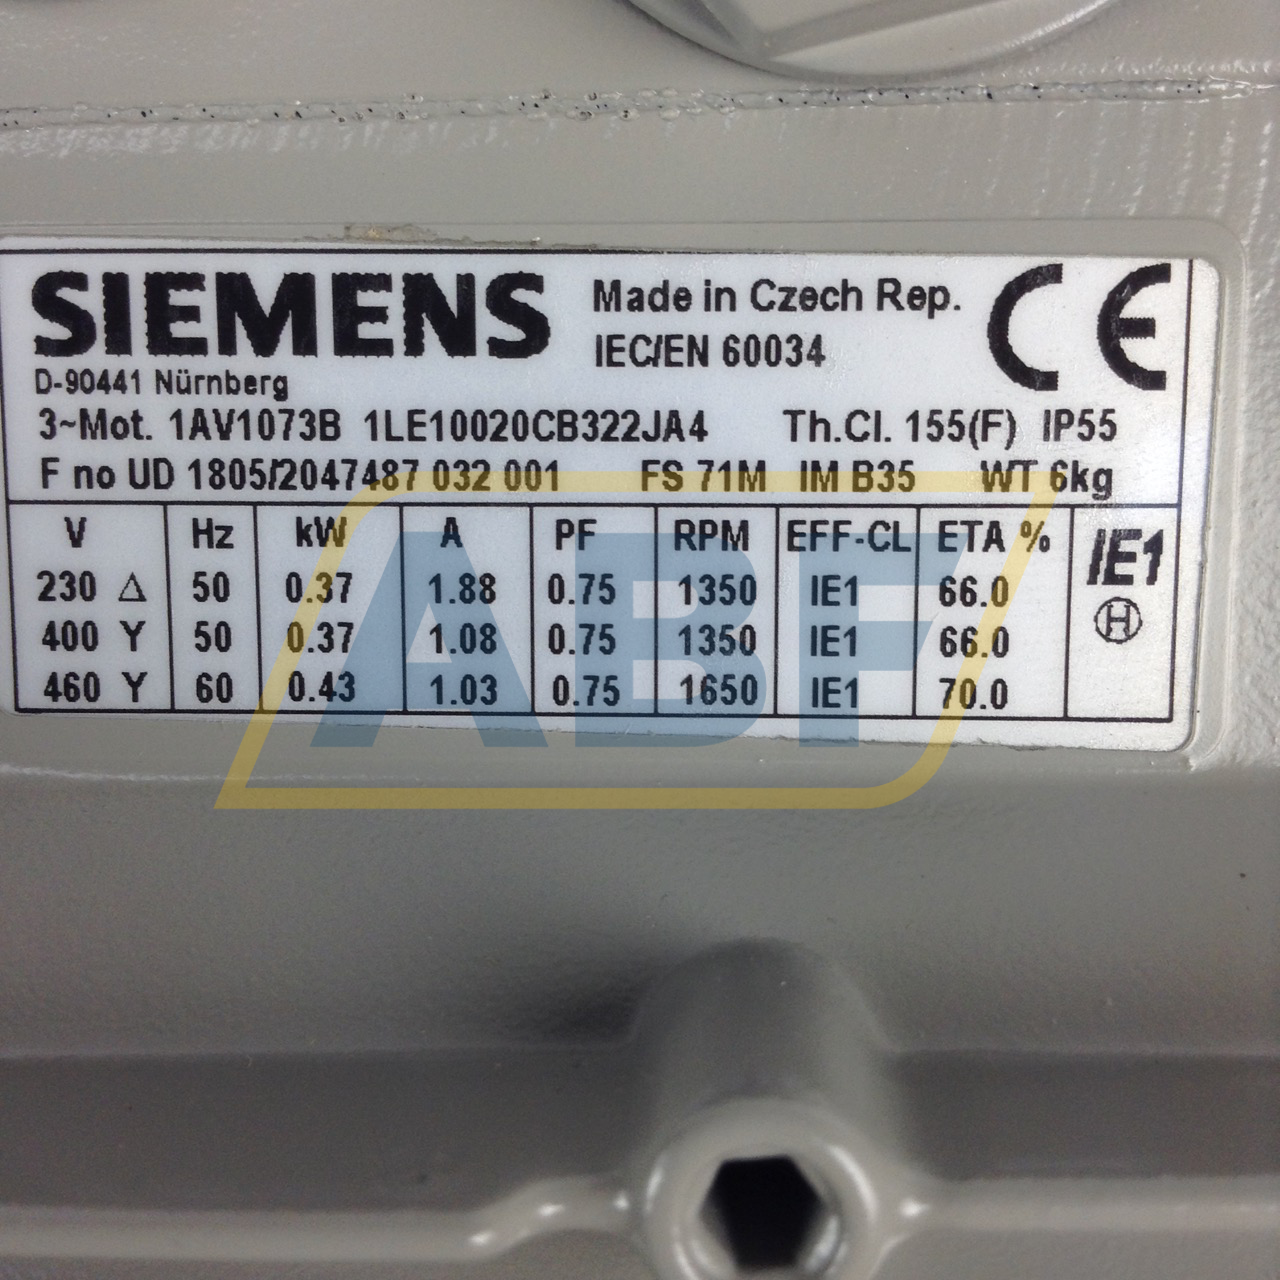 SIEMENS
Made in Czech Rep.
IEC/EN 60034
CE
D-90441 Nürnberg
3~Mot. 1AV1073B 1LE10020CB322JA4 Th.Cl. 155(F) IP55
F no UD 1805/2047487 032 001 FS 71M IM B35 WT 6kg
V Hz kW A PF RPM EFF-CL ETA % IE1
230 Δ 50 0.37 1.88 0.75 1350 IE1 66.0
400 Y 50 0.37 1.08 0.75 1350 IE1 66.0
460 Y 60 0.43 1.03 0.75 1650 IE1 70.0
H
ABF